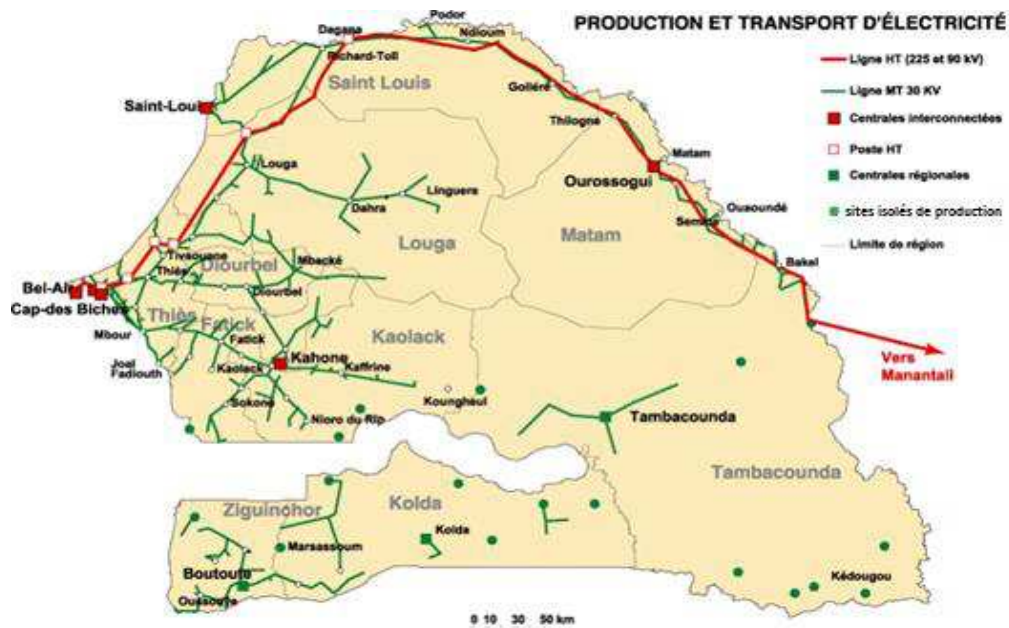 PRODUCTION ET TRANSPORT D'ÉLECTRICITÉ
Ligne HT (225 et 90 kV)
Ligne MT 30 KV
Centrales interconnectées
Poste HT
Centrales régionales
sites isolés de production
Limite de région
Podor
Dagana
Ndioum
Richard-Toll
Saint Louis
Golléré
Saint-Louis
Thilogne
Matam
Louga
Ourossogui
Linguere
Dahra
Ouaoundé
Semme
Louga
Matam
Tivaouane
Mbacké
Diourbel
Bakel
Thiès
Bel-Air
Diourbel
Cap-des Biches
Thiès
Fatick
Mbour
Kaolack
Fatick
Vers
Manantali
Kahone
Joal
Fadiouth
Kaolack
Kaffrine
Koungheul
Sokone
Nioro du Rip
Tambacounda
Tambacounda
Kolda
Ziguinchor
Kolda
Marsassoum
Boutoute
Kédougou
Oussouye
0 10 30 50 km